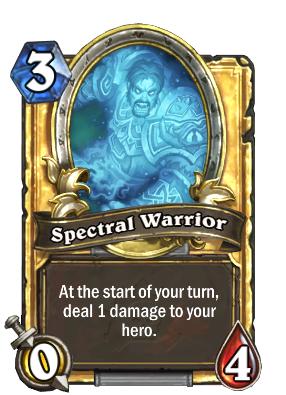 3
Spectral Warrior
At the start of your turn,
deal 1 damage to your
hero.
0
4